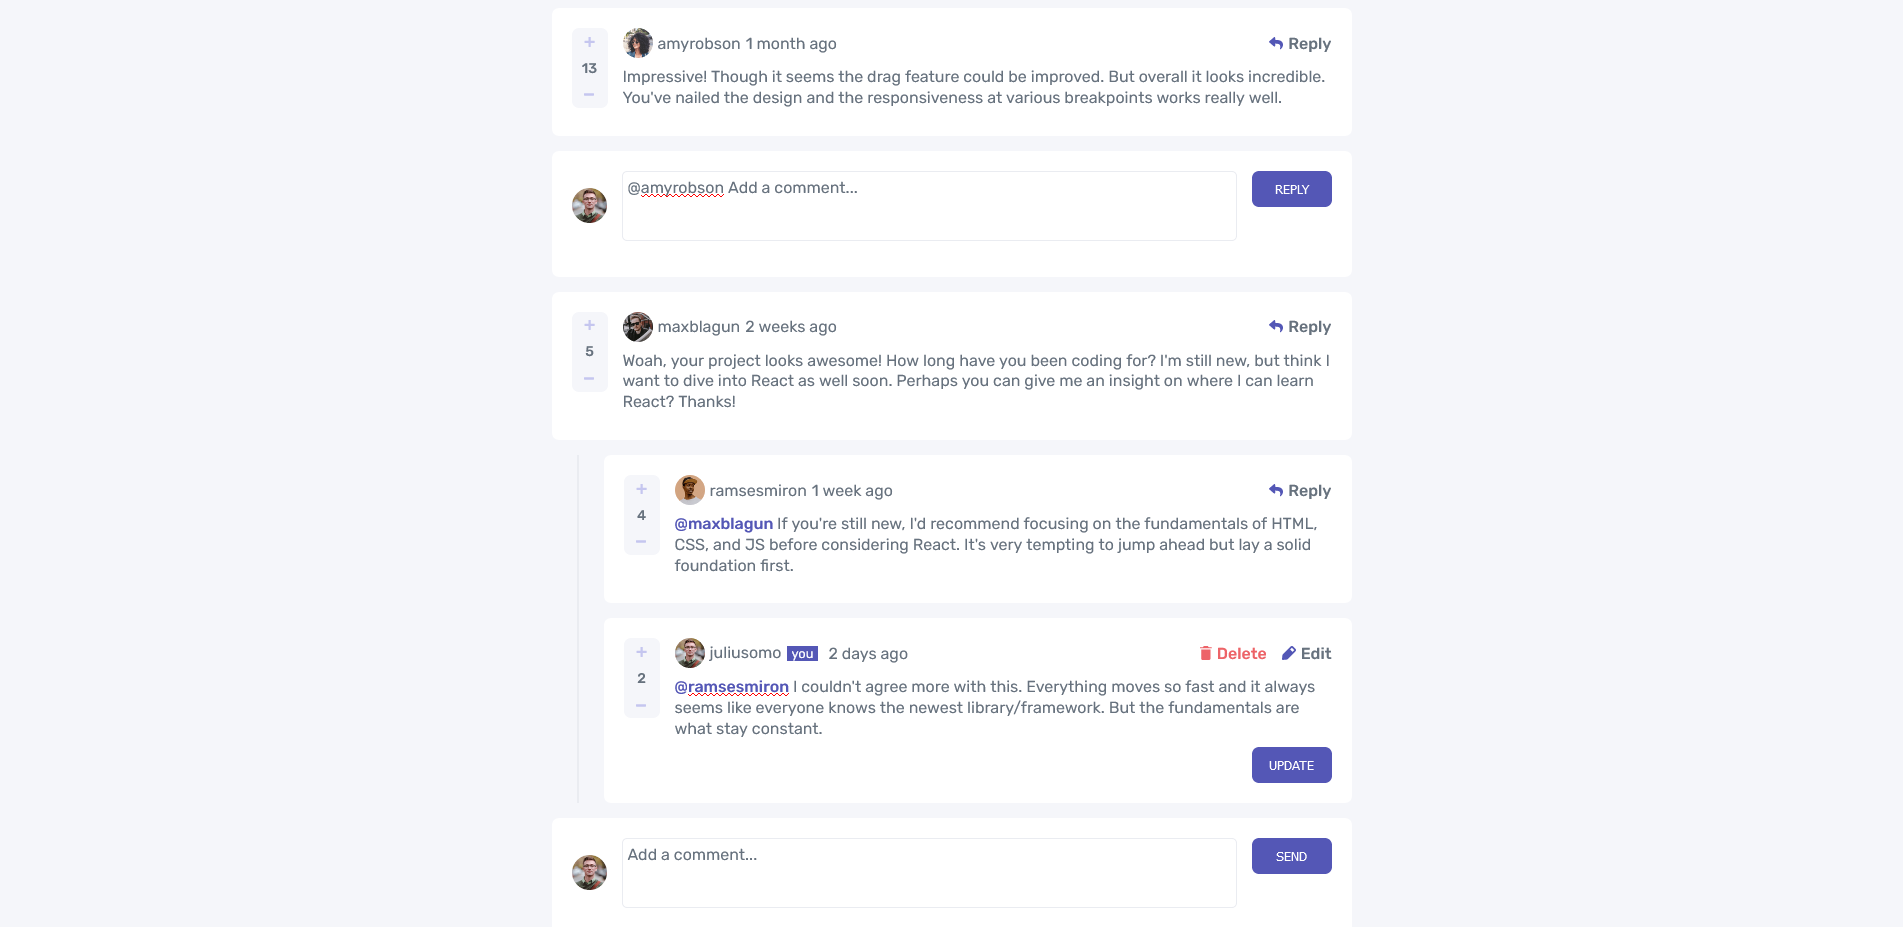 +
amyrobson 1 month ago
Reply
13
Impressive! Though it seems the drag feature could be improved. But overall it looks incredible.
You've nailed the design and the responsiveness at various breakpoints works really well.
−
@amyrobson Add a comment...
REPLY
+
maxblagun 2 weeks ago
Reply
5
Woah, your project looks awesome! How long have you been coding for? I'm still new, but think I
want to dive into React as well soon. Perhaps you can give me an insight on where I can learn
React? Thanks!
−
+
ramsesmiron 1 week ago
Reply
4
@maxblagun If you're still new, I'd recommend focusing on the fundamentals of HTML,
CSS, and JS before considering React. It's very tempting to jump ahead but lay a solid
foundation first.
−
+
juliusomo you 2 days ago
Delete
Edit
2
@ramsesmiron I couldn't agree more with this. Everything moves so fast and it always
seems like everyone knows the newest library/framework. But the fundamentals are
what stay constant.
−
UPDATE
Add a comment...
SEND